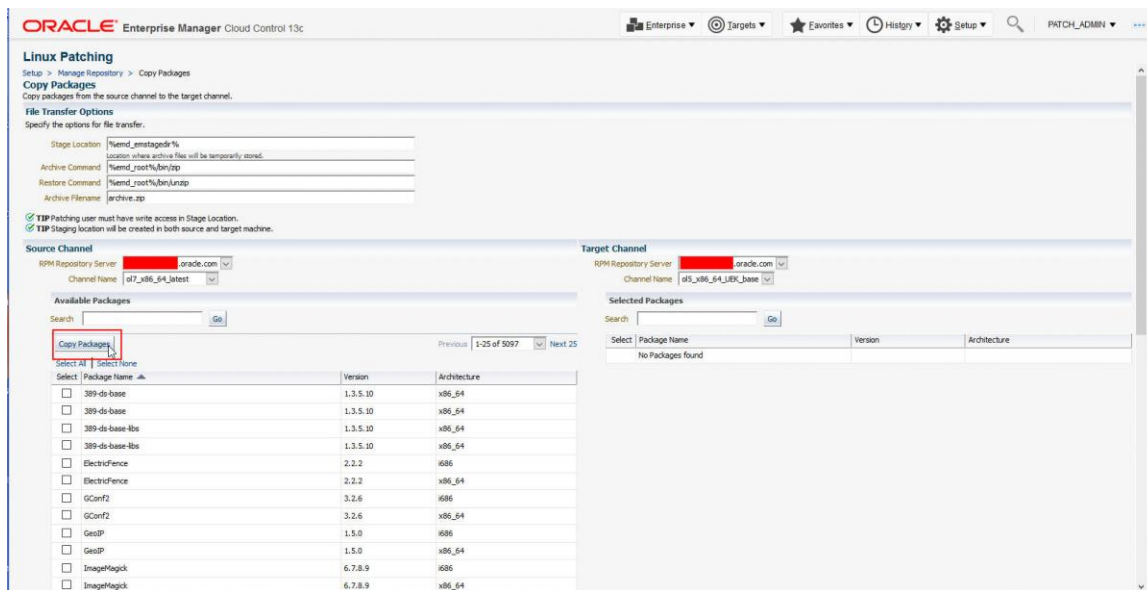 ORACLE Enterprise Manager Cloud Control 13c
Enterprise Targets Favorites History Setup PATCH_ADMIN
Linux Patching
Setup > Manage Repository > Copy Packages
Copy Packages
Copy packages from the source channel to the target channel.
File Transfer Options
Specify the options for file transfer.
Stage Location %emd_emstagedir%
Location where archive files will be temporarily stored.
Archive Command %emd_root%/bin/zip
Restore Command %emd_root%/bin/unzip
Archive Filename archive.zip
TIP Patching user must have write access in Stage Location.
TIP Staging location will be created in both source and target machine.
Source Channel
RPM Repository Server .oracle.com
Channel Name ol7_x86_64_latest
Available Packages
Search Go
Copy Packages Previous 1-25 of 5097 Next 25
Select All | Select None
Select Package Name Version Architecture
389-ds-base 1.3.5.10 x86_64
389-ds-base 1.3.5.10 x86_64
389-ds-base-libs 1.3.5.10 x86_64
389-ds-base-libs 1.3.5.10 x86_64
ElectricFence 2.2.2 i686
ElectricFence 2.2.2 x86_64
GConf2 3.2.6 i686
GConf2 3.2.6 x86_64
GeoIP 1.5.0 i686
GeoIP 1.5.0 x86_64
ImageMagick 6.7.8.9 i686
ImageMagick 6.7.8.9 x86_64
Target Channel
RPM Repository Server .oracle.com
Channel Name ol5_x86_64_UEK_base
Selected Packages
Search Go
Select Package Name Version Architecture
No Packages found